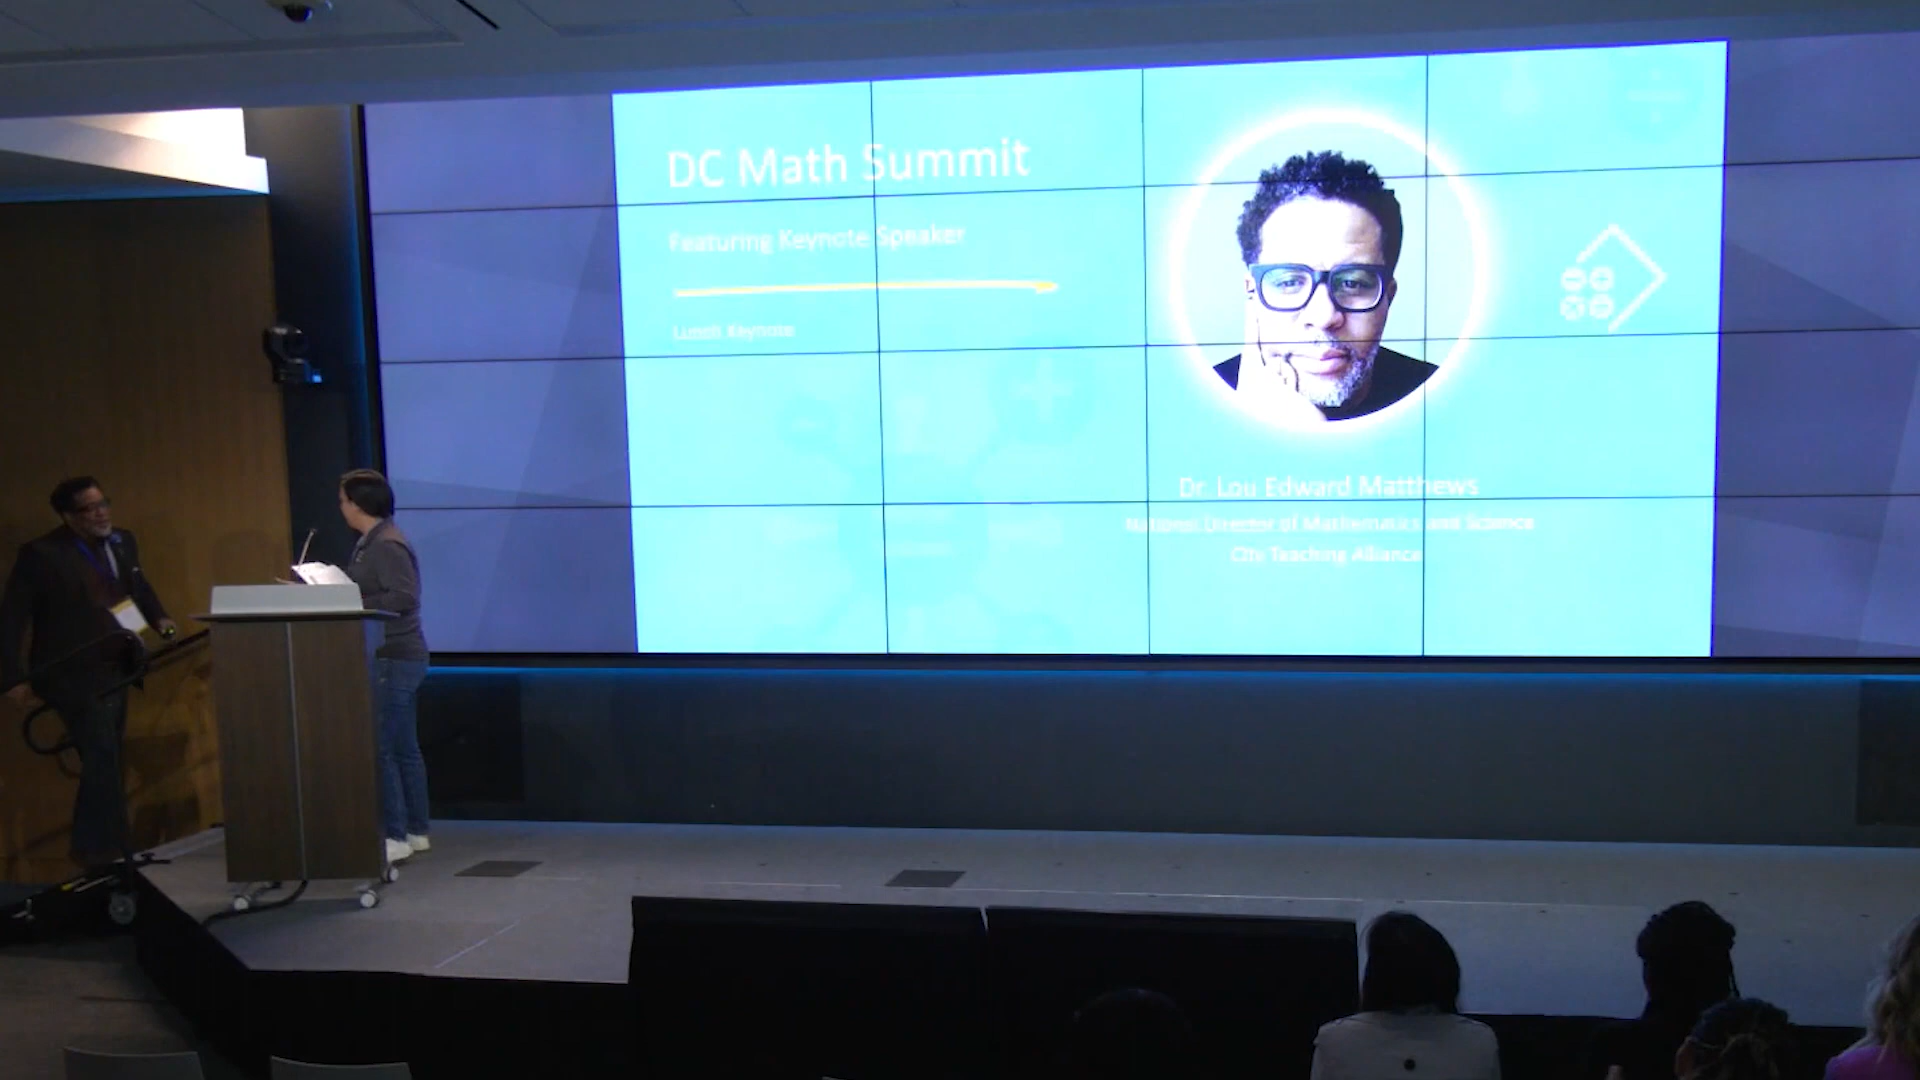 DC Math Summit
Featuring Keynote Speaker
Lunch Keynote
Dr. Lou Edward Matthews
National Director of Mathematics and Science
City Teaching Alliance